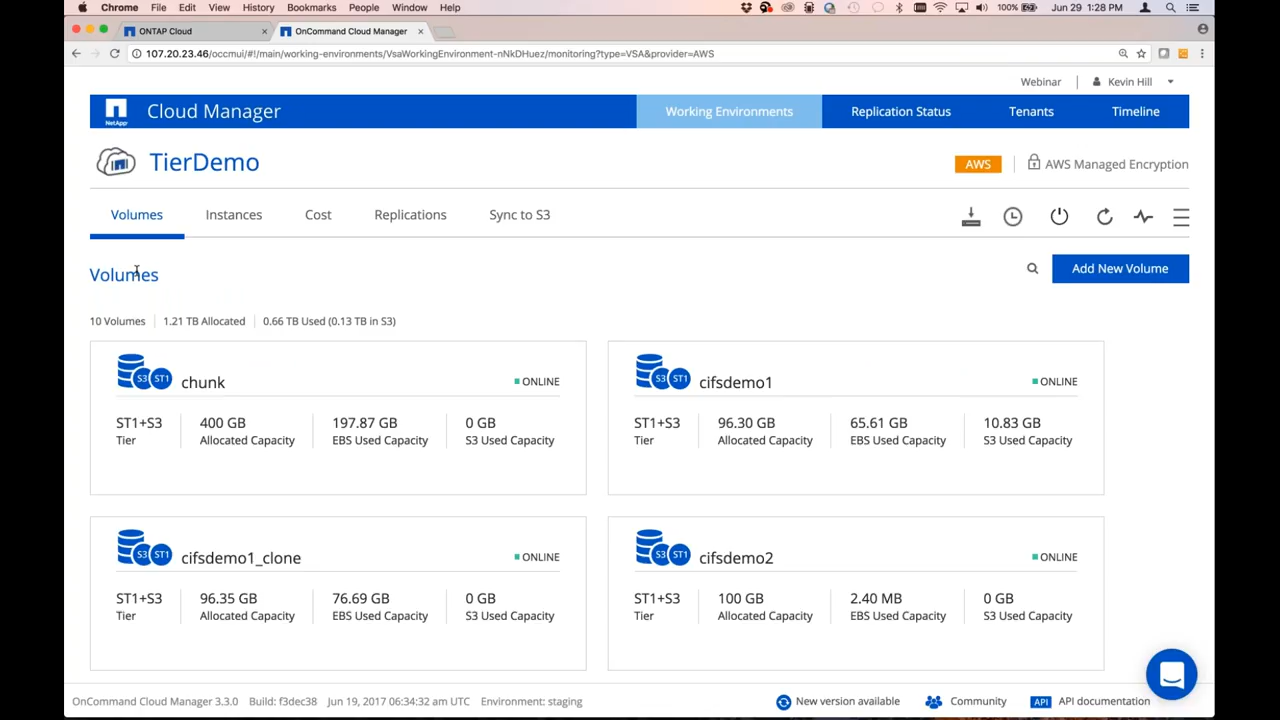 Chrome File Edit View History Bookmarks People Window Help 100% Jun 29 1:28 PM
ONTAP Cloud × OnCommand Cloud Manager ×
107.20.23.46/occmui/#!/main/working-environments/VsaWorkingEnvironment-nNkDHuez/monitoring?type=VSA&provider=AWS
Webinar Kevin Hill
NetApp Cloud Manager Working Environments Replication Status Tenants Timeline
TierDemo AWS AWS Managed Encryption
Volumes Instances Cost Replications Sync to S3
Volumes Add New Volume
10 Volumes 1.21 TB Allocated 0.66 TB Used (0.13 TB in S3)
S3 ST1 chunk ONLINE S3 ST1 cifsdemo1 ONLINE
ST1+S3 400 GB 197.87 GB 0 GB ST1+S3 96.30 GB 65.61 GB 10.83 GB
Tier Allocated Capacity EBS Used Capacity S3 Used Capacity Tier Allocated Capacity EBS Used Capacity S3 Used Capacity
S3 ST1 cifsdemo1_clone ONLINE S3 ST1 cifsdemo2 ONLINE
ST1+S3 96.35 GB 76.69 GB 0 GB ST1+S3 100 GB 2.40 MB 0 GB
Tier Allocated Capacity EBS Used Capacity S3 Used Capacity Tier Allocated Capacity EBS Used Capacity S3 Used Capacity
OnCommand Cloud Manager 3.3.0 Build: f3dec38 Jun 19, 2017 06:34:32 am UTC Environment: staging New version available Community API API documentation